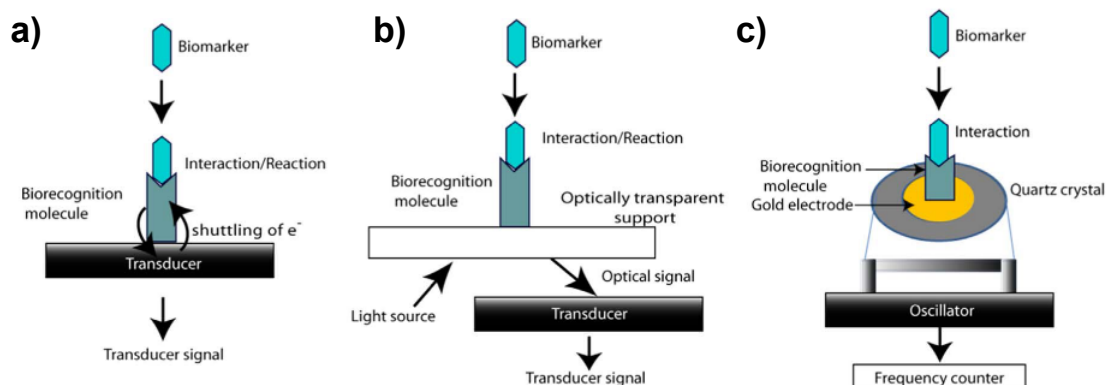 a)
Biomarker
Interaction/Reaction
Biorecognition
molecule
shuttling of e⁻
Transducer
Transducer signal
b)
Biomarker
Interaction/Reaction
Biorecognition
molecule
Optically transparent
support
Optical signal
Light source
Transducer
Transducer signal
c)
Biomarker
Interaction
Biorecognition
molecule
Gold electrode
Quartz crystal
Oscillator
Frequency counter